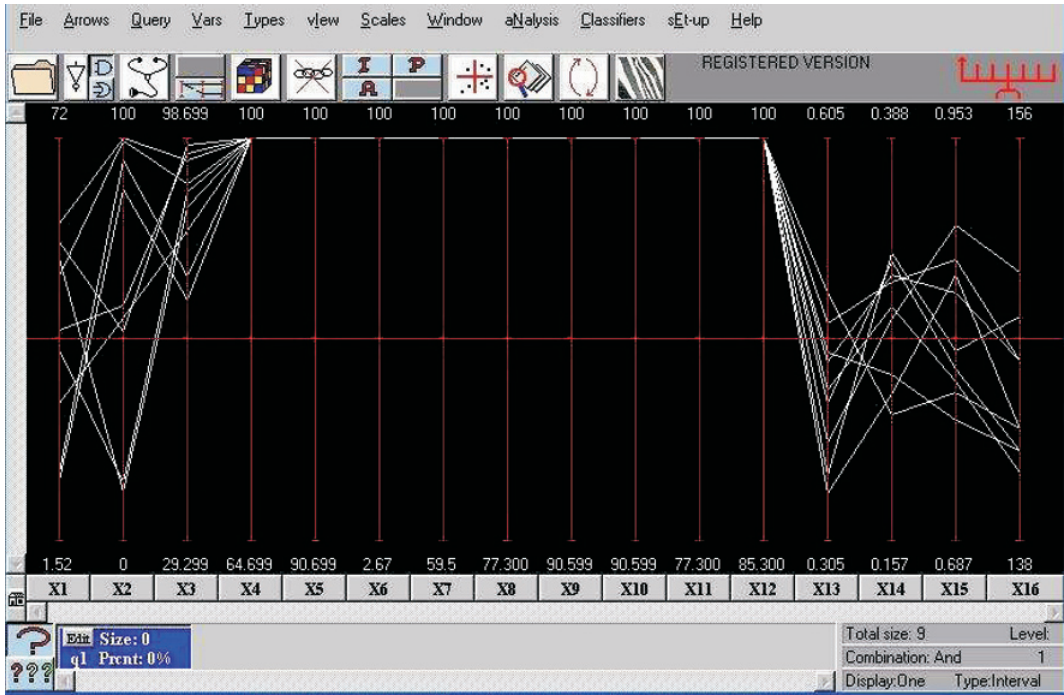 File Arrows Query Vars Types vIew Scales Window aNalysis Classifiers sEt-up Help
I P REGISTERED VERSION
A
72 100 98.699 100 100 100 100 100 100 100 100 100 0.605 0.388 0.953 156
1.52 0 29.299 64.699 90.699 2.67 59.5 77.300 90.599 90.599 77.300 85.300 0.305 0.157 0.687 138
X1 X2 X3 X4 X5 X6 X7 X8 X9 X10 X11 X12 X13 X14 X15 X16
? Edit Size: 0 Total size: 9 Level:
??? q1 Prcnt: 0% Combination: And 1
Display:One Type:Interval